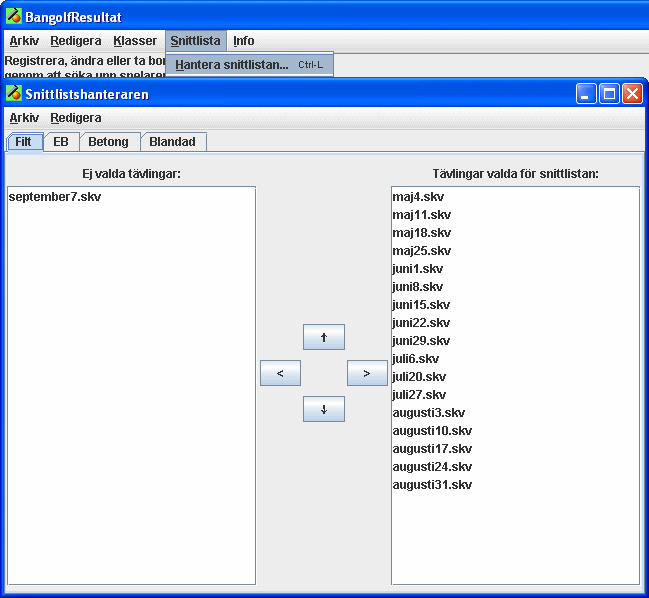 BangolfResultat
Arkiv Redigera Klasser Snittlista Info
Registrera, ändra eller ta bor
Hantera snittlistan... Ctrl-L
genom att söka upp spelaren
Snittlistshanteraren
Arkiv Redigera
Filt EB Betong Blandad
Ej valda tävlingar:
Tävlingar valda för snittlistan:
september7.skv
maj4.skv
maj11.skv
maj18.skv
maj25.skv
juni1.skv
juni8.skv
juni15.skv
juni22.skv
juni29.skv
juli6.skv
juli20.skv
juli27.skv
augusti3.skv
augusti10.skv
augusti17.skv
augusti24.skv
augusti31.skv
↑
< >
↓